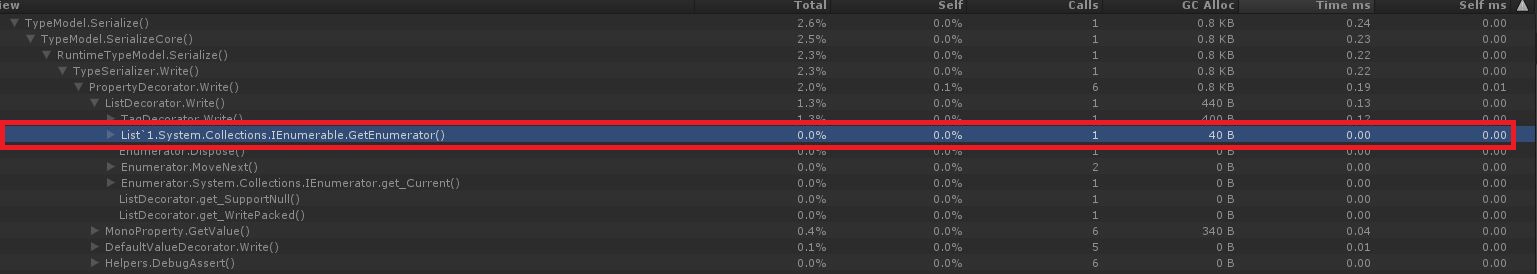 iew Total Self Calls GC Alloc Time ms Self ms
TypeModel.Serialize() 2.6% 0.0% 1 0.8 KB 0.24 0.00
TypeModel.SerializeCore() 2.5% 0.0% 1 0.8 KB 0.23 0.00
RuntimeTypeModel.Serialize() 2.3% 0.0% 1 0.8 KB 0.22 0.00
TypeSerializer.Write() 2.3% 0.0% 1 0.8 KB 0.22 0.00
PropertyDecorator.Write() 2.0% 0.1% 6 0.8 KB 0.19 0.01
ListDecorator.Write() 1.3% 0.0% 1 440 B 0.13 0.00
TagDecorator.Write() 1.3% 0.0% 1 400 B 0.12 0.00
List`1.System.Collections.IEnumerable.GetEnumerator() 0.0% 0.0% 1 40 B 0.00 0.00
Enumerator.Dispose() 0.0% 0.0% 1 0 B 0.00 0.00
Enumerator.MoveNext() 0.0% 0.0% 2 0 B 0.00 0.00
Enumerator.System.Collections.IEnumerator.get_Current() 0.0% 0.0% 1 0 B 0.00 0.00
ListDecorator.get_SupportNull() 0.0% 0.0% 1 0 B 0.00 0.00
ListDecorator.get_WritePacked() 0.0% 0.0% 1 0 B 0.00 0.00
MonoProperty.GetValue() 0.4% 0.0% 6 340 B 0.04 0.00
DefaultValueDecorator.Write() 0.1% 0.0% 5 0 B 0.01 0.00
Helpers.DebugAssert() 0.0% 0.0% 6 0 B 0.00 0.00